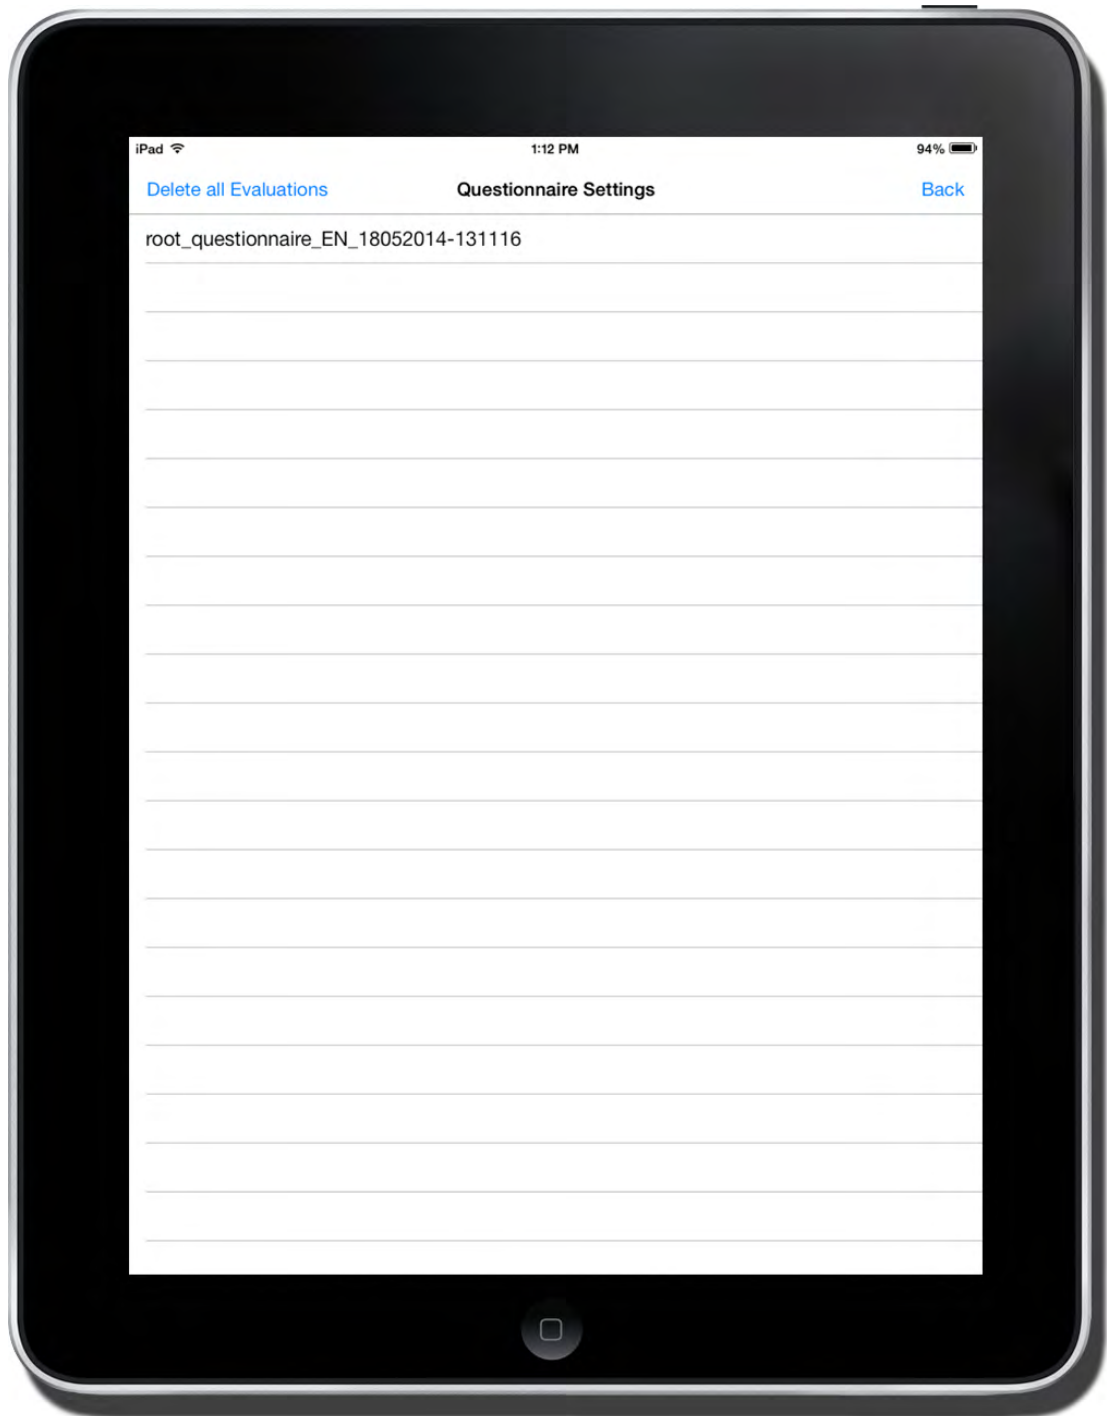 iPad 1:12 PM 94%
Delete all Evaluations Questionnaire Settings Back
root_questionnaire_EN_18052014-131116